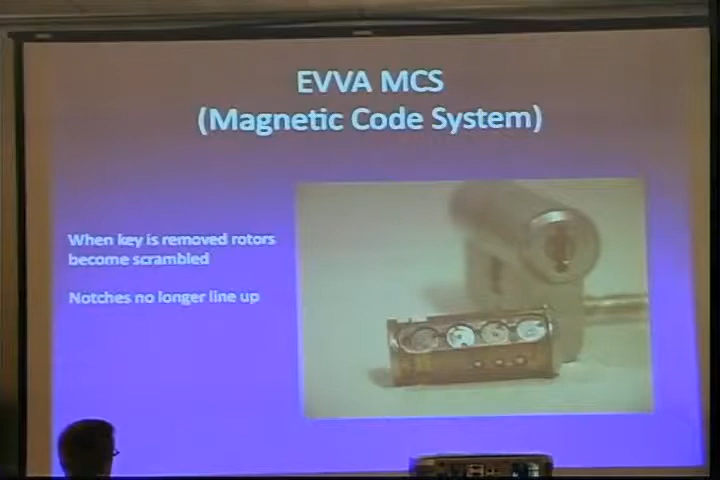 EVVA MCS
(Magnetic Code System)
When key is removed rotors
become scrambled
Notches no longer line up